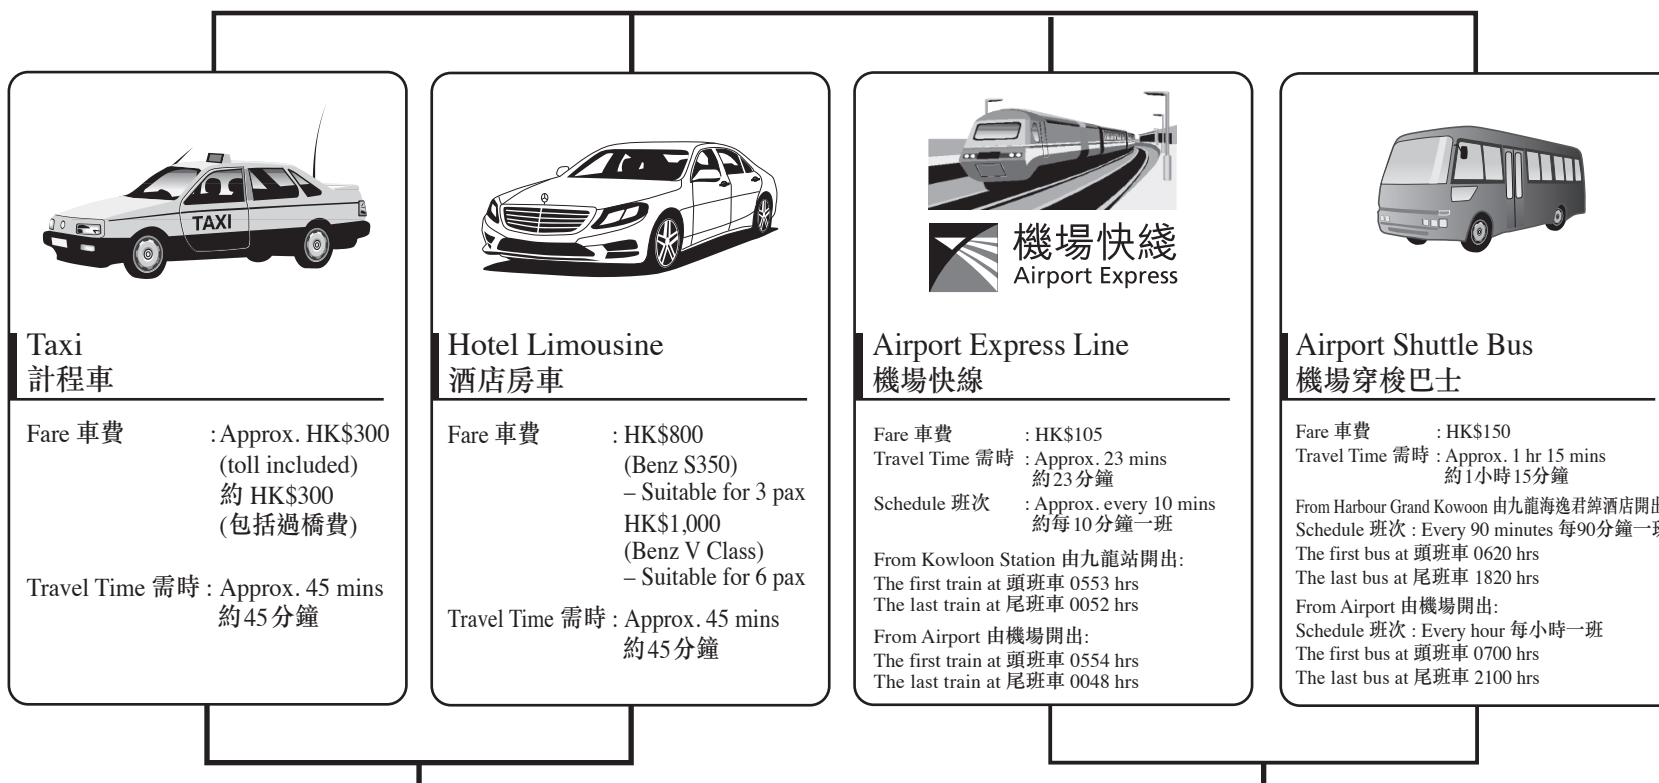 TAXI
Taxi
計程車
Fare 車費 : Approx. HK$300
(toll included)
約 HK$300
(包括過橋費)
Travel Time 需時 : Approx. 45 mins
約45分鐘
Hotel Limousine
酒店房車
Fare 車費 : HK$800
(Benz S350)
– Suitable for 3 pax
HK$1,000
(Benz V Class)
– Suitable for 6 pax
Travel Time 需時 : Approx. 45 mins
約45分鐘
機場快綫
Airport Express
Airport Express Line
機場快線
Fare 車費 : HK$105
Travel Time 需時 : Approx. 23 mins
約23分鐘
Schedule 班次 : Approx. every 10 mins
約每10分鐘一班
From Kowloon Station 由九龍站開出:
The first train at 頭班車 0553 hrs
The last train at 尾班車 0052 hrs
From Airport 由機場開出:
The first train at 頭班車 0554 hrs
The last train at 尾班車 0048 hrs
Airport Shuttle Bus
機場穿梭巴士
Fare 車費 : HK$150
Travel Time 需時 : Approx. 1 hr 15 mins
約1小時15分鐘
From Harbour Grand Kowoon 由九龍海逸君綽酒店開出
Schedule 班次 : Every 90 minutes 每90分鐘一班
The first bus at 頭班車 0620 hrs
The last bus at 尾班車 1820 hrs
From Airport 由機場開出:
Schedule 班次 : Every hour 每小時一班
The first bus at 頭班車 0700 hrs
The last bus at 尾班車 2100 hrs